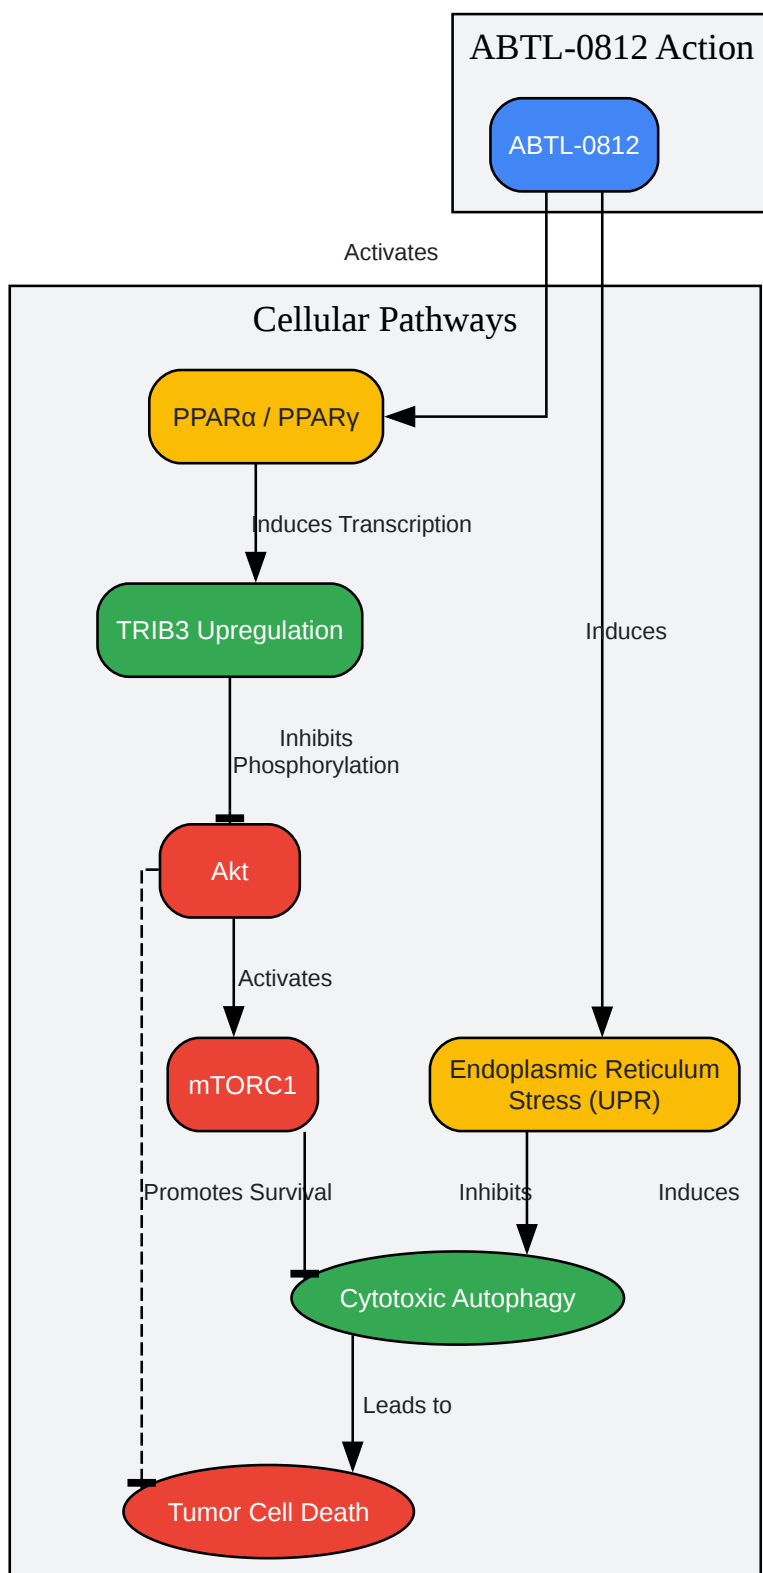 ABTL-0812 Action
ABTL-0812
Activates
Cellular Pathways
PPARα / PPARγ
Induces Transcription
TRIB3 Upregulation
Induces
Inhibits
Phosphorylation
Akt
Activates
mTORC1
Endoplasmic Reticulum
Stress (UPR)
Promotes Survival
Inhibits
Induces
Cytotoxic Autophagy
Leads to
Tumor Cell Death